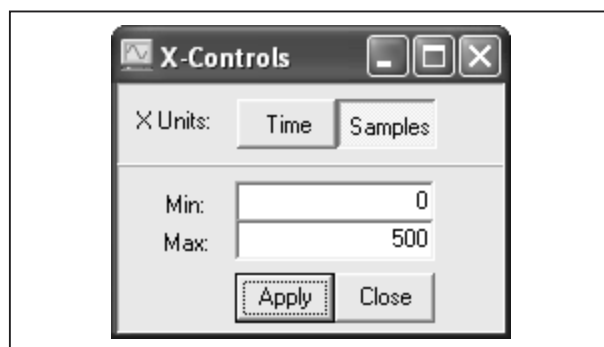 X-Controls
X Units: Time Samples
Min: 0
Max: 500
Apply Close